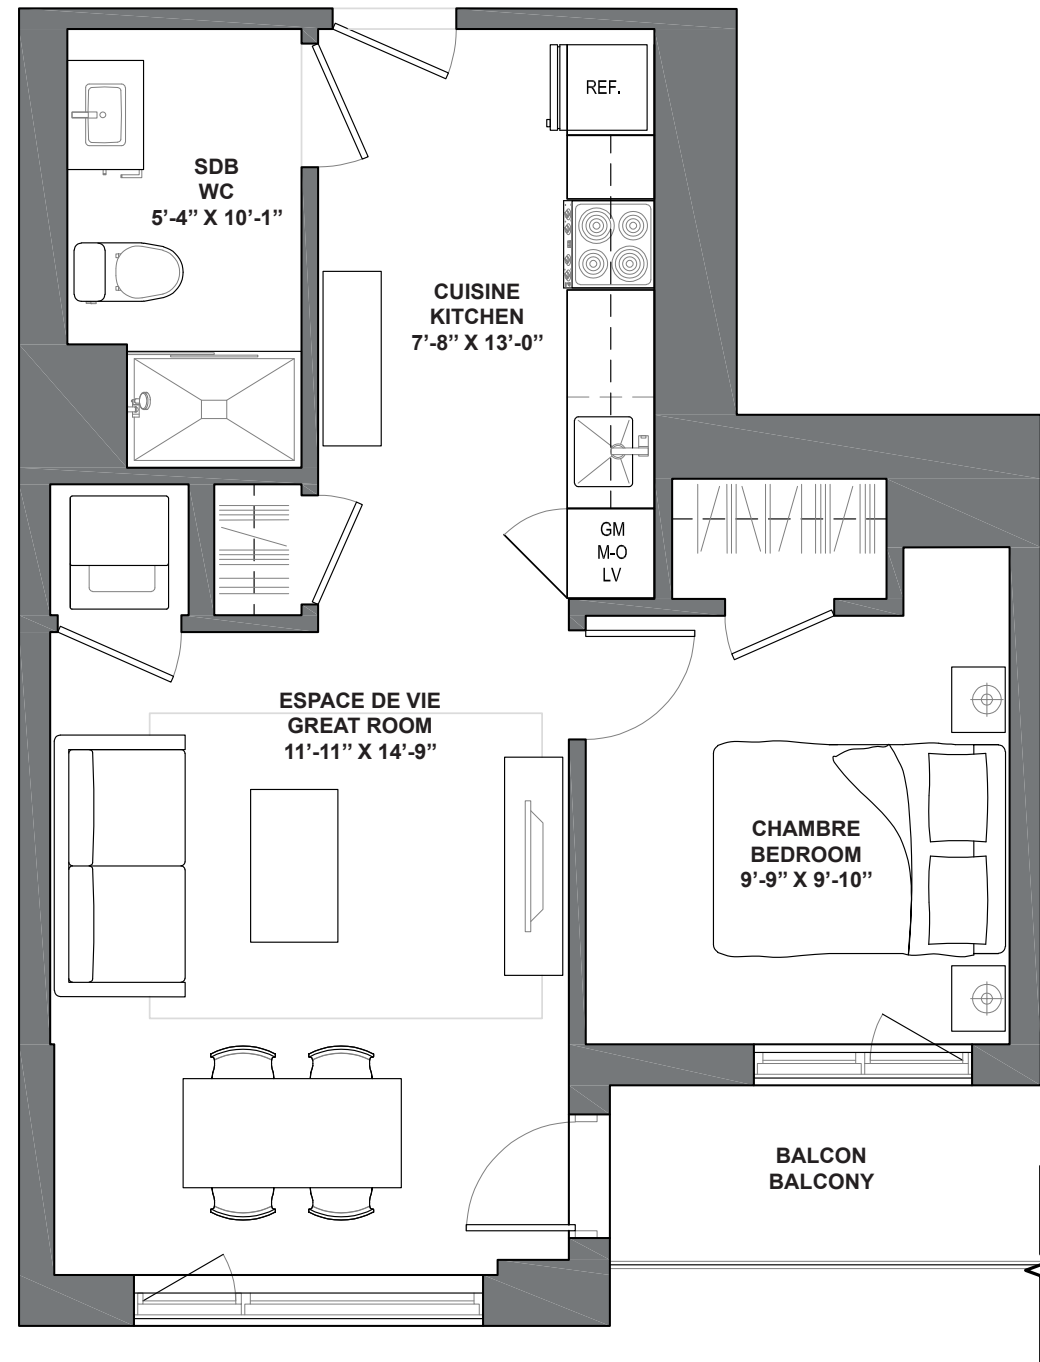 REF.
SDB
WC
5’-4” X 10’-1”
CUISINE
KITCHEN
7’-8” X 13’-0”
GM
M-O
LV
ESPACE DE VIE
GREAT ROOM
11’-11” X 14’-9”
CHAMBRE
BEDROOM
9’-9” X 9’-10”
BALCON
BALCONY